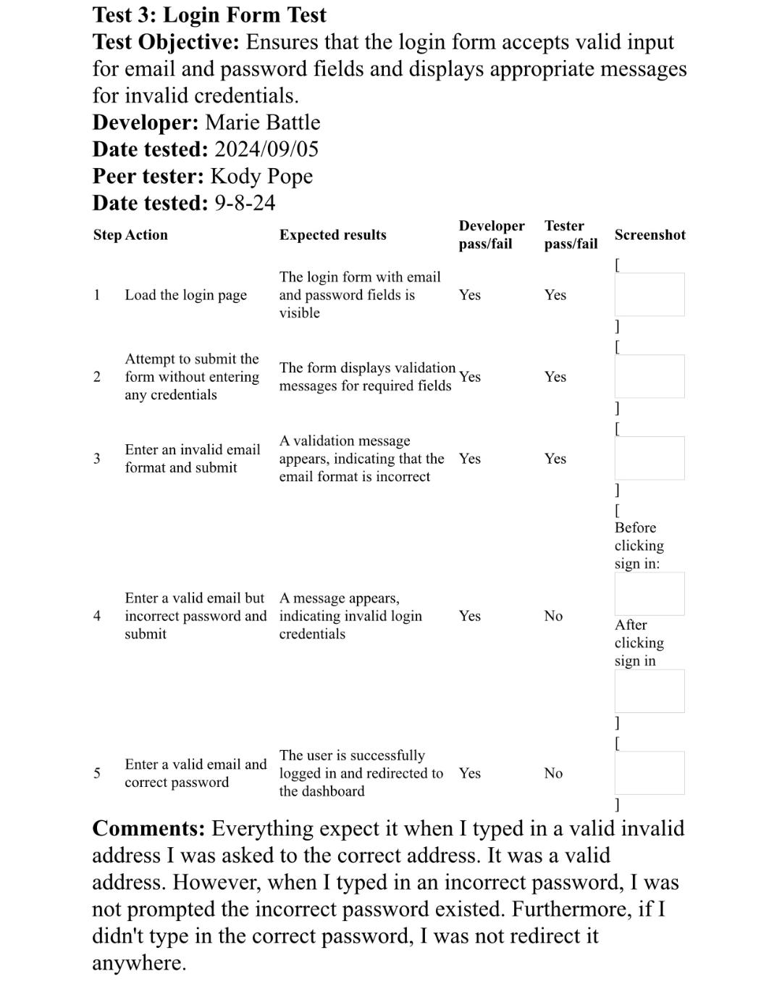 Test 3: Login Form Test
Test Objective: Ensures that the login form accepts valid input
for email and password fields and displays appropriate messages
for invalid credentials.
Developer: Marie Battle
Date tested: 2024/09/05
Peer tester: Kody Pope
Date tested: 9-8-24
Step Action Expected results Developer pass/fail Tester pass/fail Screenshot
[
The login form with email
1 Load the login page and password fields is Yes Yes
visible
]
[
Attempt to submit the
The form displays validation
2 form without entering Yes Yes
messages for required fields
any credentials
]
[
A validation message
Enter an invalid email
3 appears, indicating that the Yes Yes
format and submit
email format is incorrect
]
[
Before
clicking
sign in:
Enter a valid email but A message appears,
4 incorrect password and indicating invalid login Yes No
submit credentials
After
clicking
sign in
]
[
The user is successfully
Enter a valid email and
5 logged in and redirected to Yes No
correct password
the dashboard
]
Comments: Everything expect it when I typed in a valid invalid
address I was asked to the correct address. It was a valid
address. However, when I typed in an incorrect password, I was
not prompted the incorrect password existed. Furthermore, if I
didn't type in the correct password, I was not redirect it
anywhere.